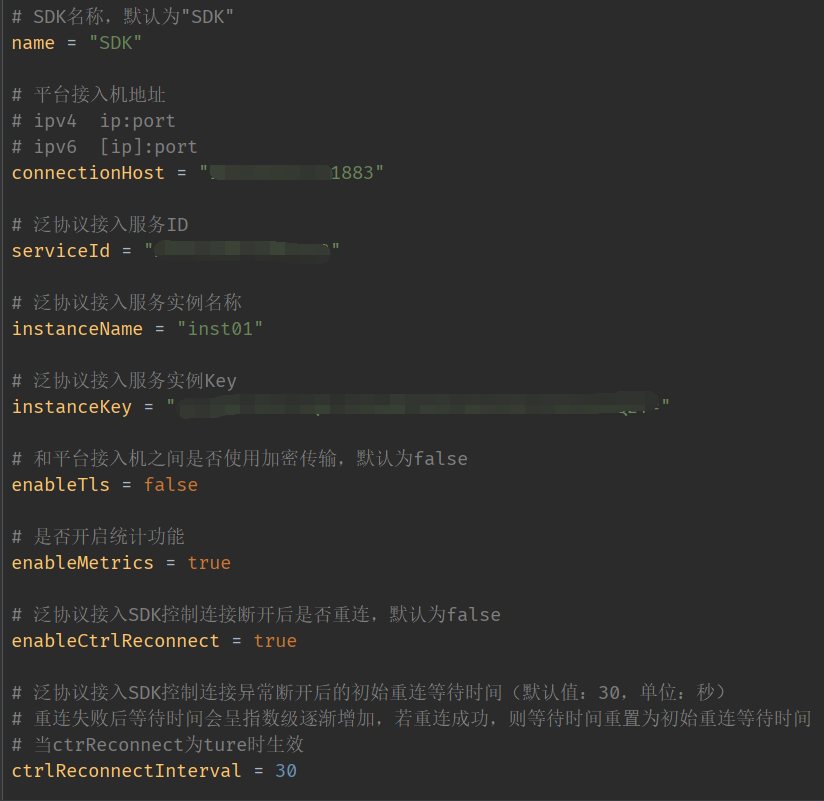 # SDK名称，默认为"SDK"
name = "SDK"
# 平台接入机地址
# ipv4  ip:port
# ipv6  [ip]:port
connectionHost = "1883"
# 泛协议接入服务ID
serviceId = ""
# 泛协议接入服务实例名称
instanceName = "inst01"
# 泛协议接入服务实例Key
instanceKey = ""
# 和平台接入机之间是否使用加密传输，默认为false
enableTls = false
# 是否开启统计功能
enableMetrics = true
# 泛协议接入SDK控制连接断开后是否重连，默认为false
enableCtrlReconnect = true
# 泛协议接入SDK控制连接异常断开后的初始重连等待时间（默认值：30，单位：秒）
# 重连失败后等待时间会呈指数级逐渐增加，若重连成功，则等待时间重置为初始重连等待时间
# 当ctrReconnect为ture时生效
ctrlReconnectInterval = 30